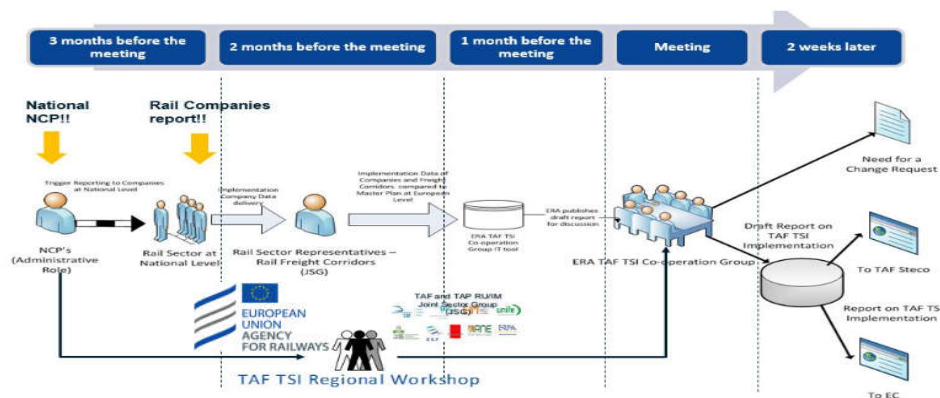 3 months before the
meeting
2 months before the meeting
1 month before the
meeting
Meeting
2 weeks later
National
NCP!!
Rail Companies
report!!
Trigger Reporting to Companies
at National Level
Implementation
Company Data
delivery
Implementation Data of
Companies and Freight
Corridors compared to
Master Plan at European
Level
ERA publishes
draft report
for discussion
Need for a
Change Request
NCP's
(Administrative
Role)
Rail Sector at
National Level
Rail Sector Representatives –
Rail Freight Corridors
(JSG)
ERA TAF TSI
Co-operation
Group IT tool
ERA TAF TSI Co-operation Group
Draft Report on
TAF TSI
Implementation
To TAF Steco
Report on TAF TS
Implementation
To EC
EUROPEAN
UNION
AGENCY
FOR RAILWAYS
TAF and TAP RU/IM
Joint Sector Group
(JSG)
unife
ERFA
TAF TSI Regional Workshop